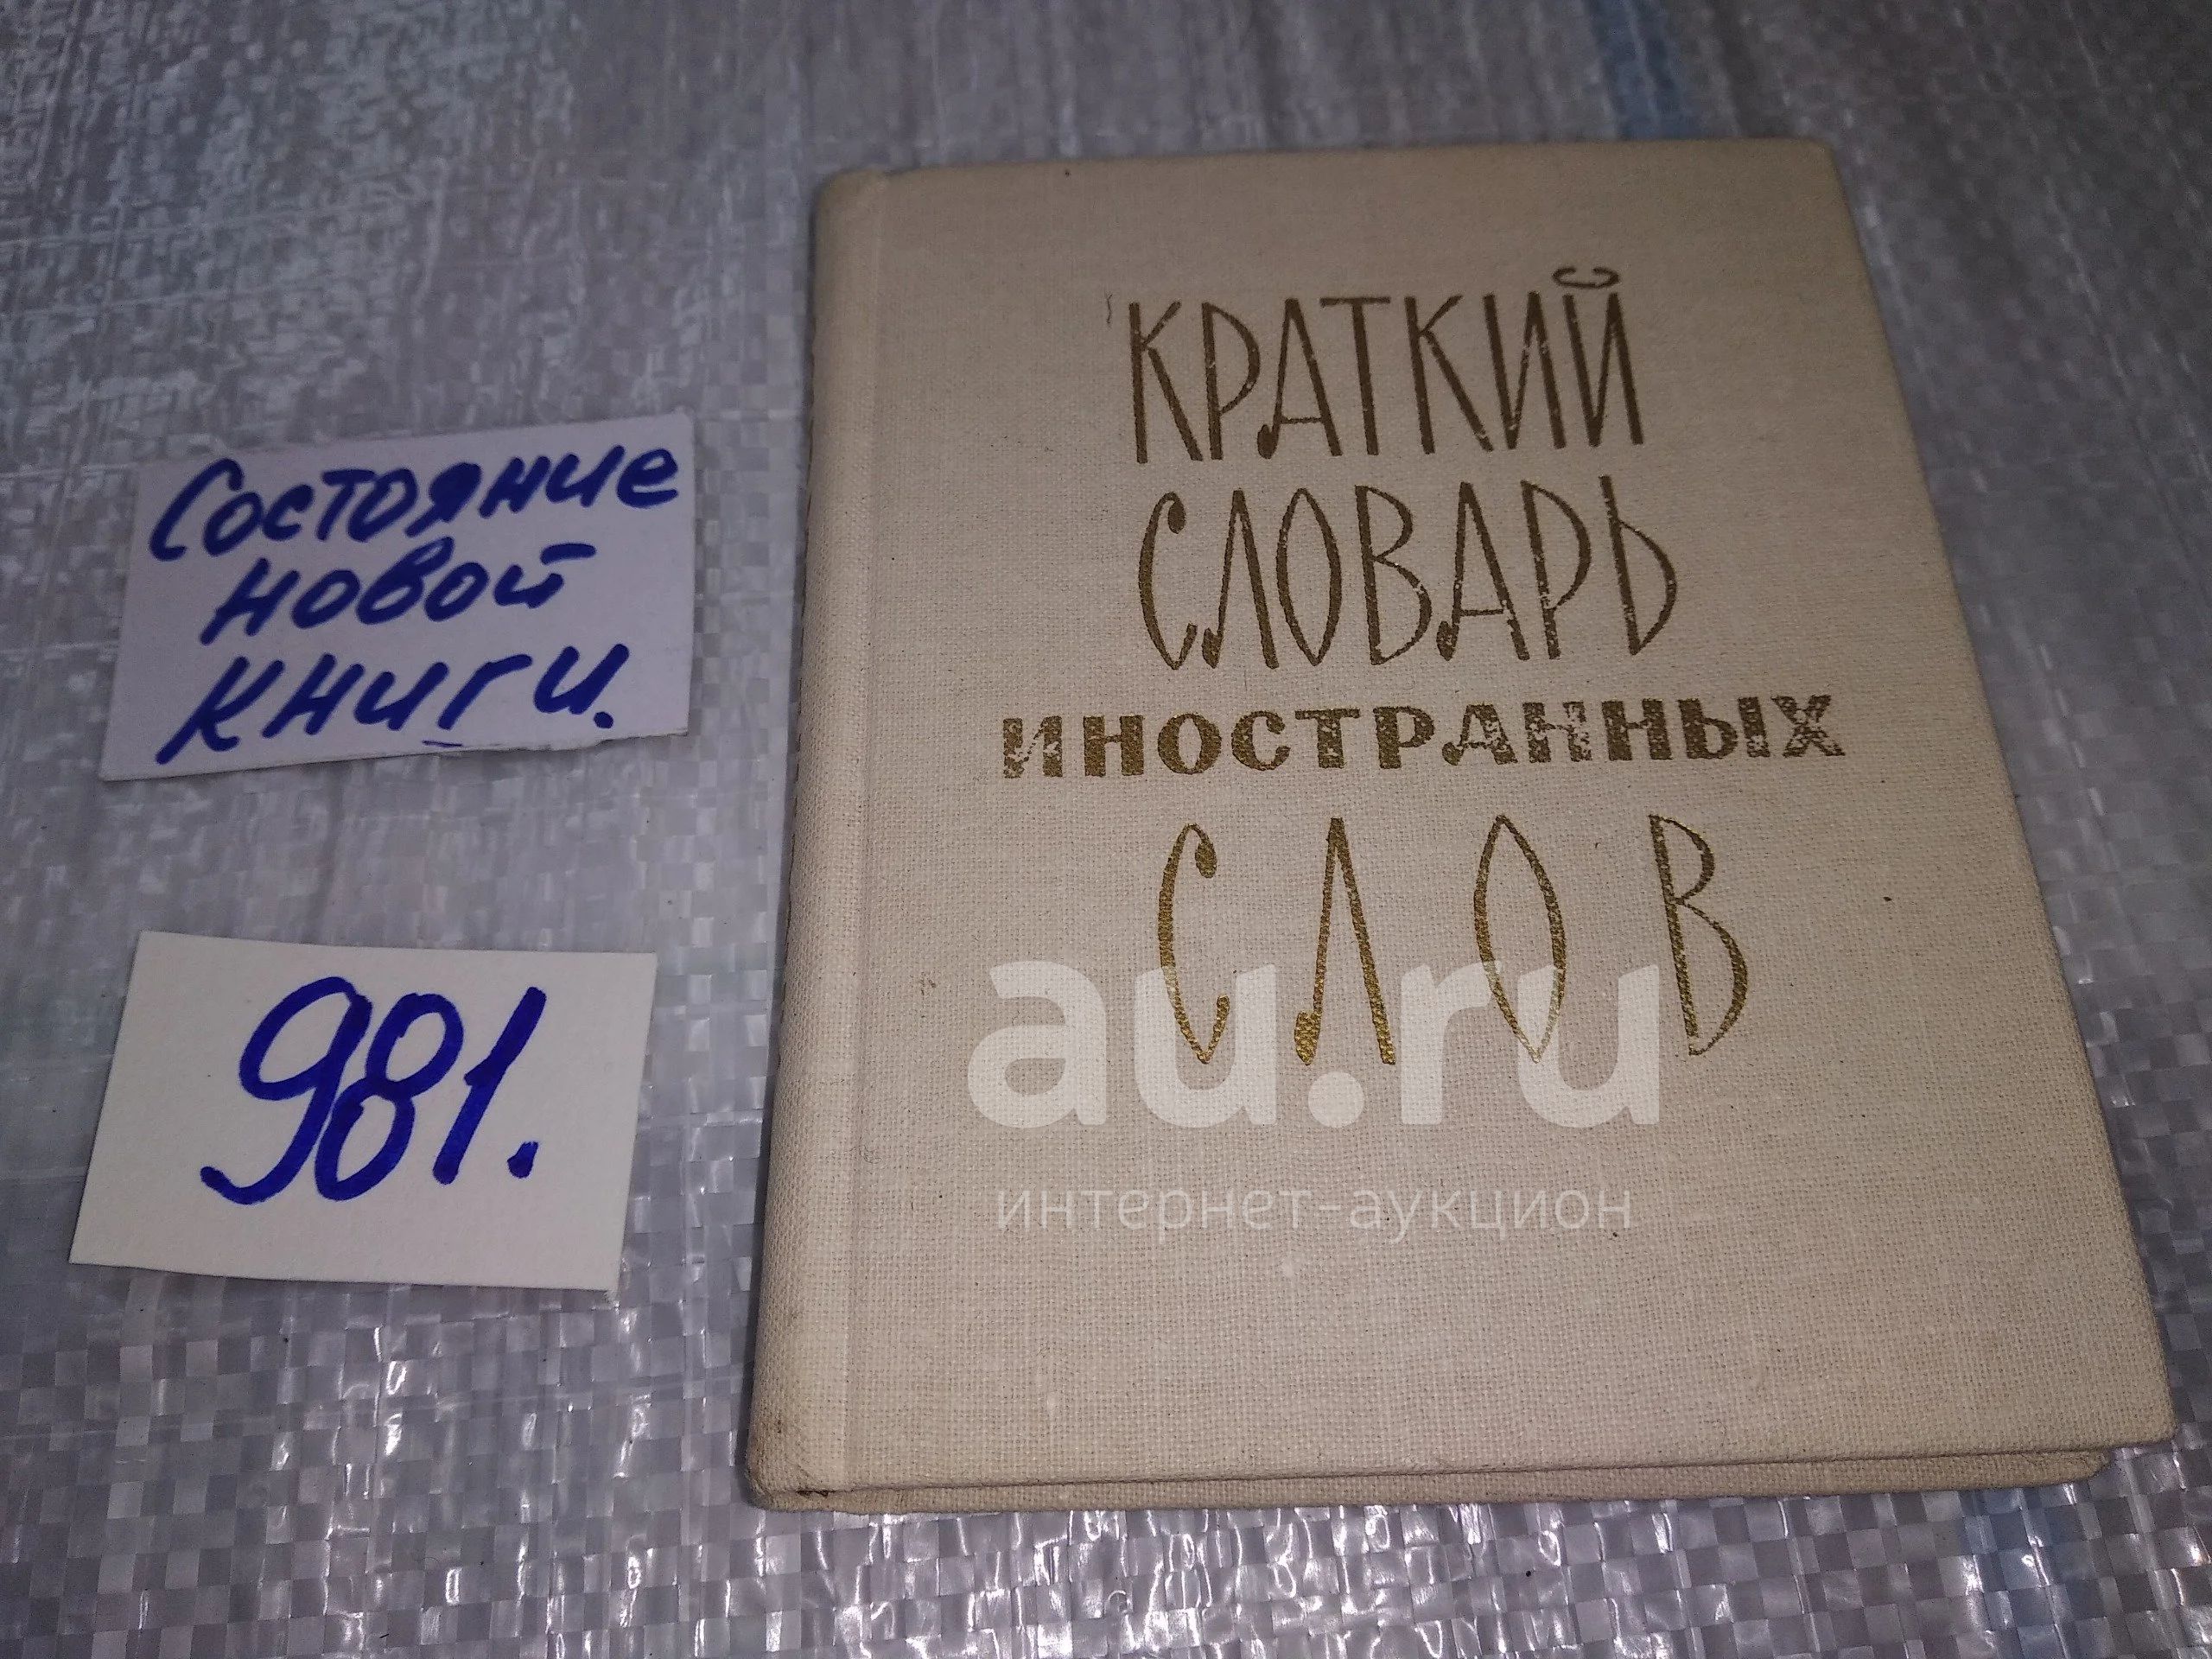 Состояние
новой
книги.
981.
КРАТКИЙ
СЛОВАРЬ
ИНОСТРАННЫХ
СЛОВ
au.ru
интернет-аукцион